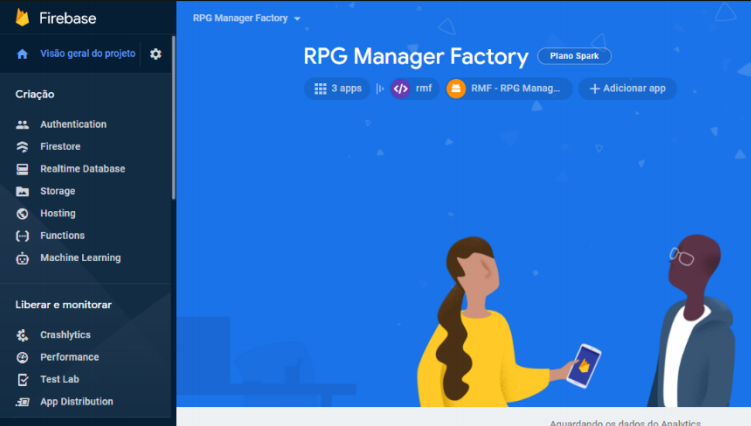 Firebase
Visão geral do projeto
Criação
Authentication
Firestore
Realtime Database
Storage
Hosting
Functions
Machine Learning
Liberar e monitorar
Crashlytics
Performance
Test Lab
App Distribution
RPG Manager Factory
RPG Manager Factory Plano Spark
3 apps rmf RMF - RPG Manag... Adicionar app
Aguardando os dados do Analytics